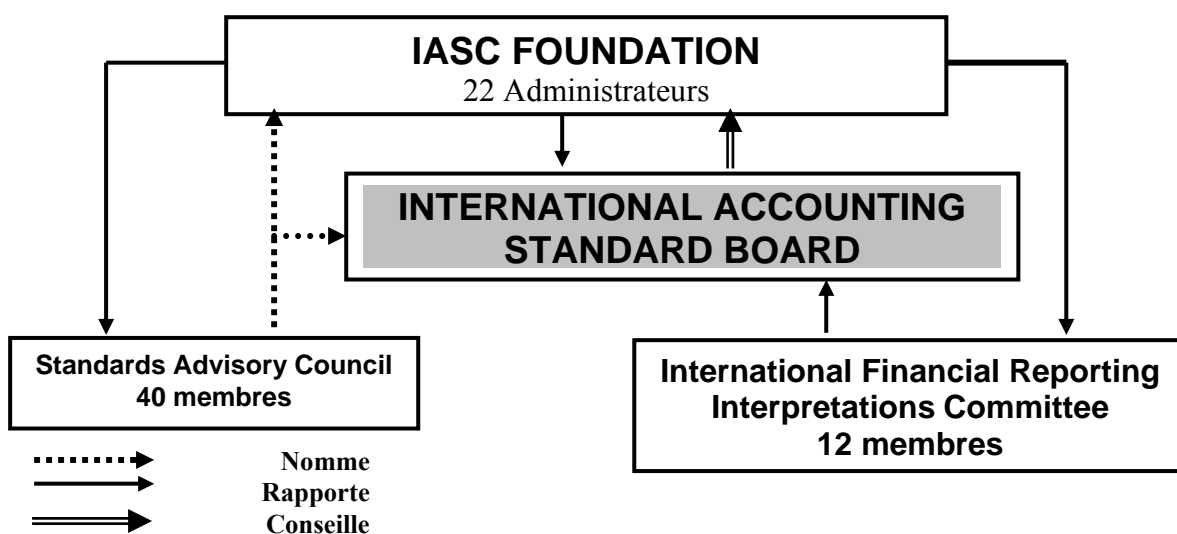 IASC FOUNDATION
22 Administrateurs
INTERNATIONAL ACCOUNTING
STANDARD BOARD
Standards Advisory Council
40 membres
International Financial Reporting
Interpretations Committee
12 membres
Nomme
Rapporte
Conseille